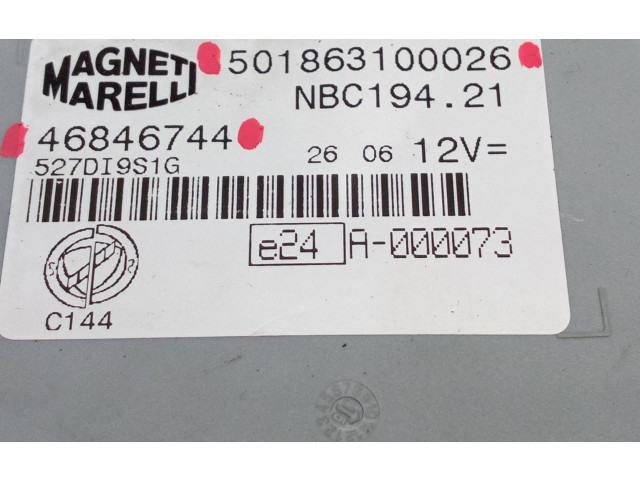 MAGNETI MARELLI
501863100026
NBC194.21
46846744
527DI9S1G
26 06 12V=
e24 A-000073
C144